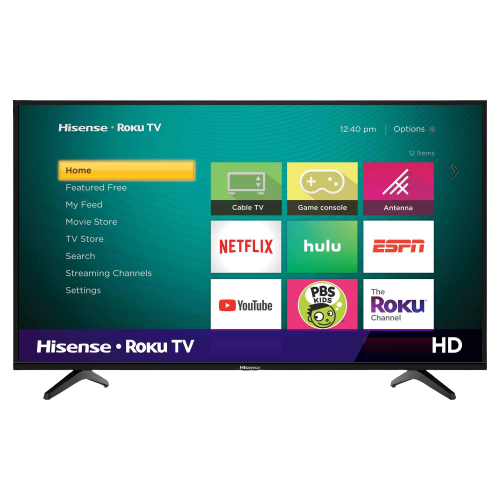 Hisense • Roku TV
12:40 pm | Options ✳
12 Items
Home
Featured Free
My Feed
Movie Store
TV Store
Search
Streaming Channels
Settings
Cable TV
Game console
Antenna
NETFLIX
hulu
ESPN
YouTube
PBS
KIDS
The
Roku
Channel
Hisense • Roku TV
HD
Hisense